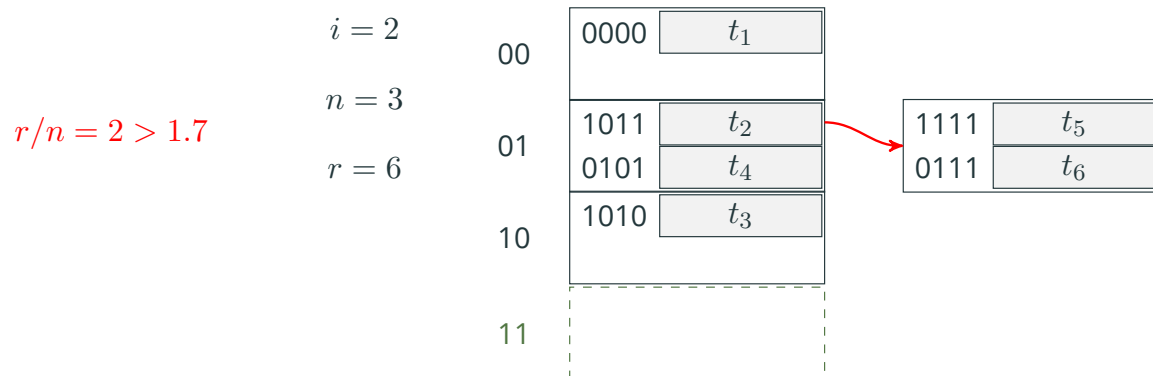 i = 2
n = 3
r/n = 2 > 1.7
r = 6
00
0000 t₁
01
1011 t₂
0101 t₄
1111 t₅
0111 t₆
10
1010 t₃
11